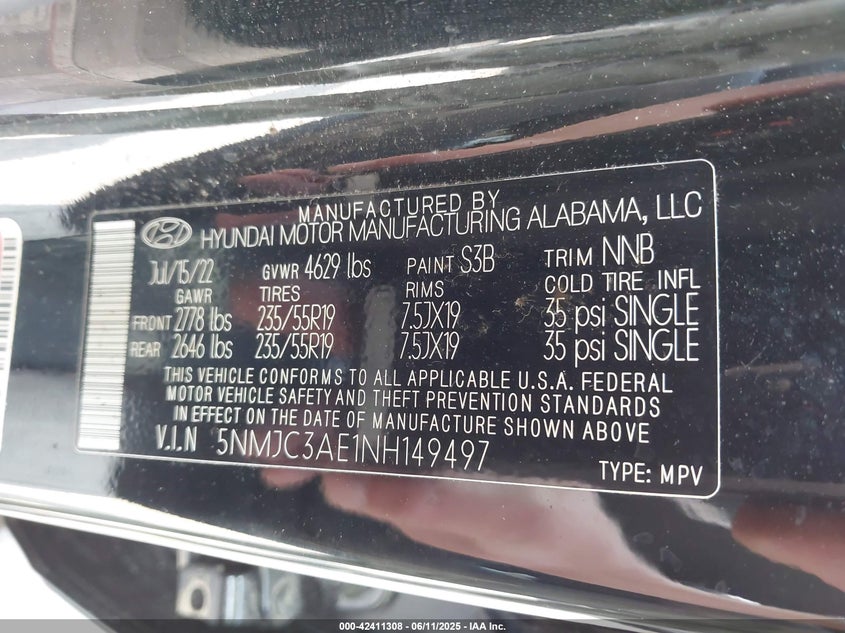 MANUFACTURED BY
HYUNDAI MOTOR MANUFACTURING ALABAMA, LLC
Jul/15/22 GVWR 4629 lbs PAINT S3B TRIM NNB
GAWR TIRES RIMS COLD TIRE INFL
FRONT 2778 lbs 235/55R19 7.5JX19 35 psi SINGLE
REAR 2646 lbs 235/55R19 7.5JX19 35 psi SINGLE
THIS VEHICLE CONFORMS TO ALL APPLICABLE U.S.A. FEDERAL
MOTOR VEHICLE SAFETY AND THEFT PREVENTION STANDARDS
IN EFFECT ON THE DATE OF MANUFACTURE SHOWN ABOVE
V.I.N 5NMJC3AE1NH149497
TYPE: MPV
000-42411308 - 06/11/2025 - IAA Inc.